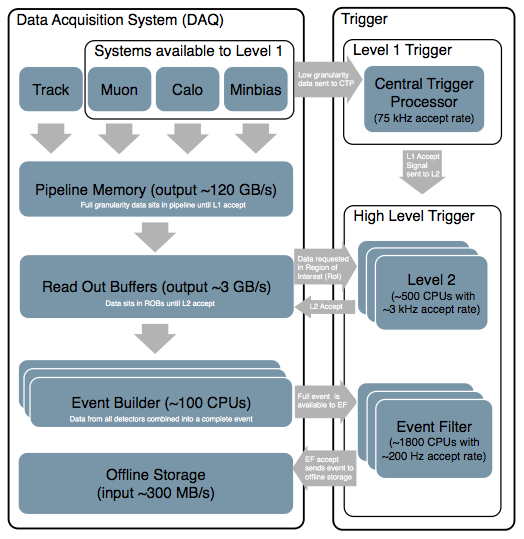 Data Acquisition System (DAQ)
Systems available to Level 1
Track
Muon
Calo
Minbias
Pipeline Memory (output ~120 GB/s)
Full granularity data sits in pipeline until L1 accept
Read Out Buffers (output ~3 GB/s)
Data sits in ROBs until L2 accept
Event Builder (~100 CPUs)
Data from all detectors combined into a complete event
Offline Storage
(input ~300 MB/s)
Low granularity
data sent to CTP
Data requested
in Region of
Interest (RoI)
L2 Accept
Full event is
available to EF
EF accept
sends event to
offline storage
Trigger
Level 1 Trigger
Central Trigger
Processor
(75 kHz accept rate)
L1 Accept
Signal
sent to L2
High Level Trigger
Level 2
(~500 CPUs with
~3 kHz accept rate)
Event Filter
(~1800 CPUs with
~200 Hz accept rate)